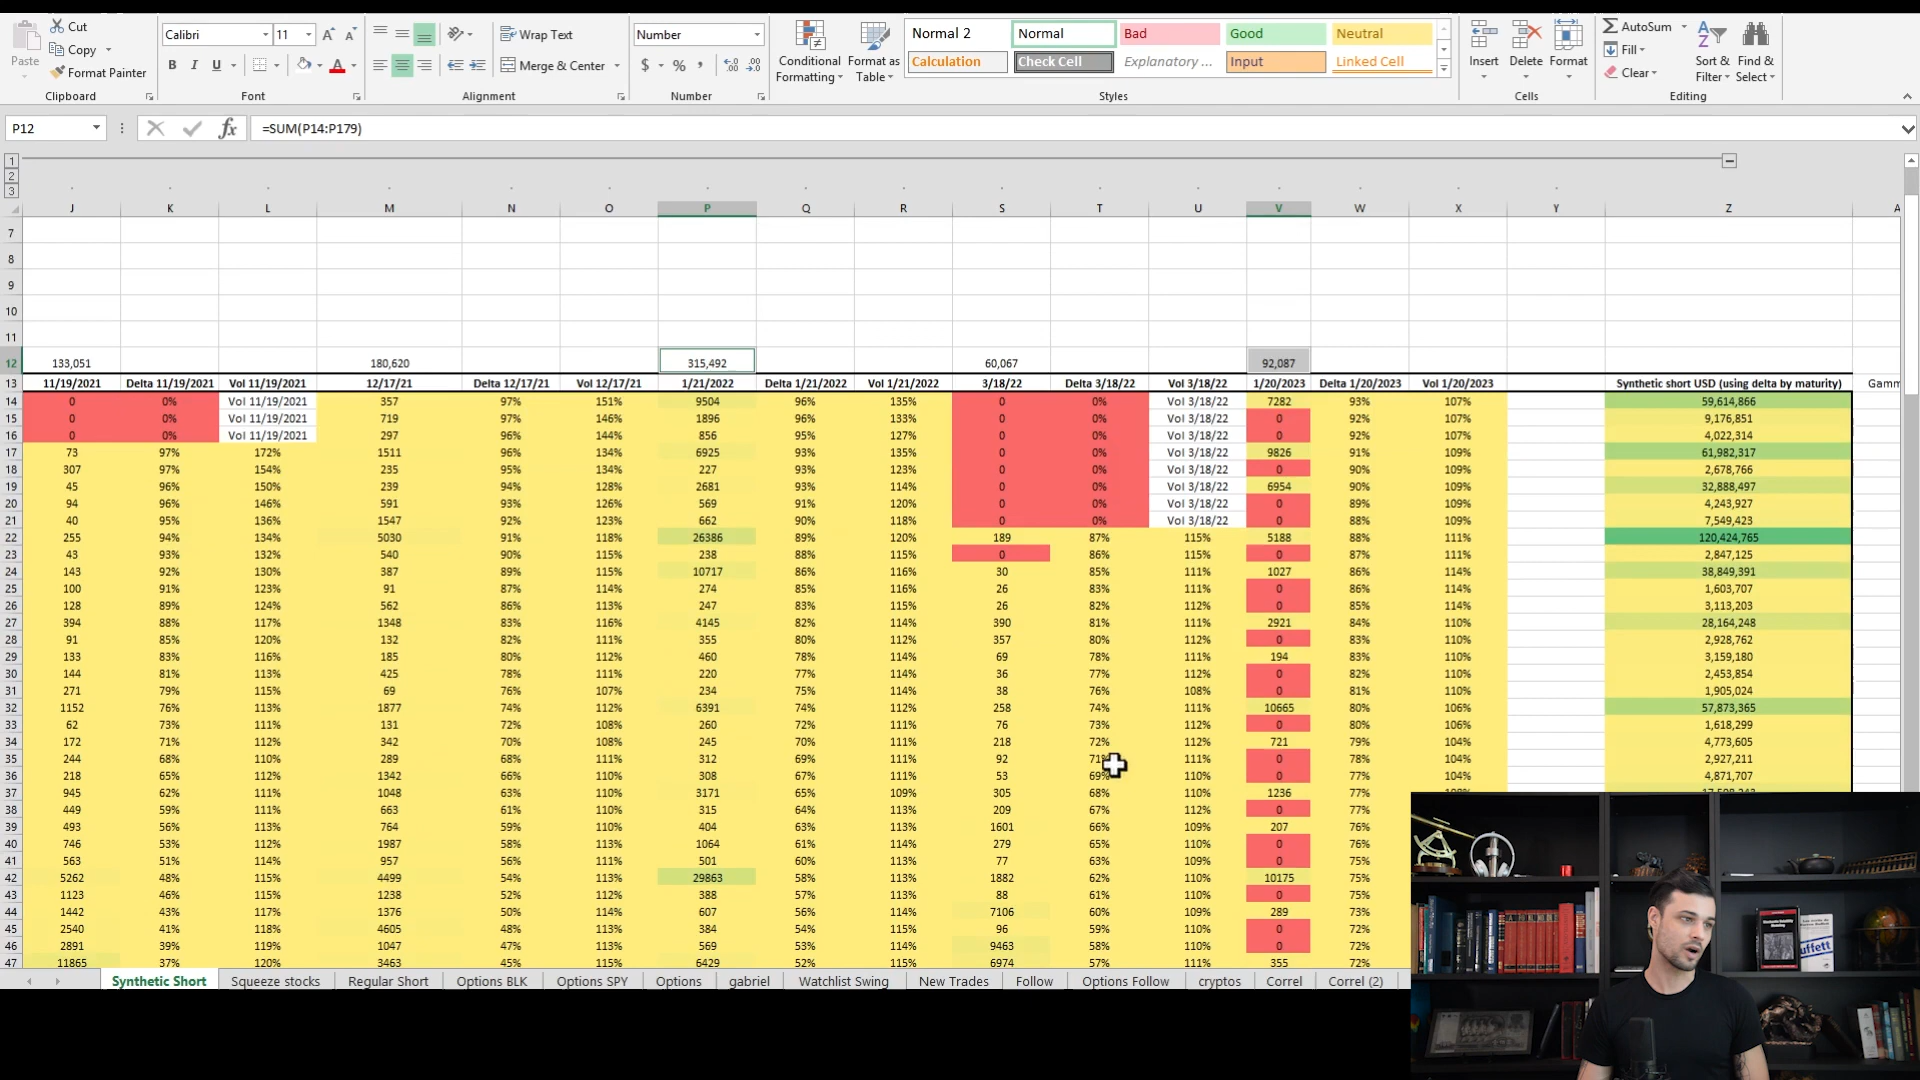 Cut Calibri 11 Wrap Text Number Normal 2 Normal Bad Good Neutral AutoSum
Copy
Paste Conditional Formatting Format as Table Insert Delete Format Sort & Filter Find & Select
Format Painter B I U Merge & Center $ % , Calculation Check Cell Explanatory ... Input Linked Cell Fill
Clear
Clipboard Font Alignment Number Styles Cells Editing
P12 fx =SUM(P14:P179)
1
2
3
J K L M N O P Q R S T U V W X Y Z
7
8
9
10
11
12 133,051 180,620 315,492 60,067 92,087
13 11/19/2021 Delta 11/19/2021 Vol 11/19/2021 12/17/21 Delta 12/17/21 Vol 12/17/21 1/21/2022 Delta 1/21/2022 Vol 1/21/2022 3/18/22 Delta 3/18/22 Vol 3/18/22 1/20/2023 Delta 1/20/2023 Vol 1/20/2023 Synthetic short USD (using delta by maturity)
14 0 0% Vol 11/19/2021 357 97% 151% 9504 96% 135% 0 0% Vol 3/18/22 7282 93% 107% 59,614,866
15 0 0% Vol 11/19/2021 719 97% 146% 1896 96% 133% 0 0% Vol 3/18/22 0 92% 107% 9,176,851
16 0 0% Vol 11/19/2021 297 96% 144% 856 95% 127% 0 0% Vol 3/18/22 0 92% 107% 4,022,314
17 73 97% 172% 1511 96% 134% 6925 93% 135% 0 0% Vol 3/18/22 9826 91% 109% 61,982,317
18 307 97% 154% 235 95% 134% 227 93% 123% 0 0% Vol 3/18/22 0 90% 109% 2,678,766
19 45 96% 150% 239 94% 128% 2681 93% 114% 0 0% Vol 3/18/22 6954 90% 109% 32,888,497
20 94 96% 146% 591 93% 126% 569 91% 120% 0 0% Vol 3/18/22 0 89% 109% 4,243,927
21 40 95% 136% 1547 92% 123% 662 90% 118% 0 0% Vol 3/18/22 0 88% 109% 7,549,423
22 255 94% 134% 5030 91% 118% 26386 89% 120% 189 87% 115% 5188 88% 111% 120,424,765
23 43 93% 132% 540 90% 115% 238 88% 115% 0 86% 115% 0 87% 111% 2,847,125
24 143 92% 130% 387 89% 115% 10717 86% 116% 30 85% 111% 1027 86% 114% 38,849,391
25 100 91% 123% 91 87% 114% 274 85% 116% 26 83% 111% 0 86% 114% 1,603,707
26 128 89% 124% 562 86% 113% 247 83% 115% 26 82% 112% 0 85% 114% 3,113,203
27 394 88% 117% 1348 83% 116% 4145 82% 114% 390 81% 111% 2921 84% 110% 28,164,248
28 91 85% 120% 132 82% 111% 355 80% 112% 357 80% 112% 0 83% 110% 2,928,762
29 133 83% 116% 185 80% 112% 460 78% 114% 69 78% 111% 194 83% 110% 3,159,180
30 144 81% 113% 425 78% 111% 220 77% 114% 36 77% 112% 0 82% 110% 2,453,854
31 271 79% 115% 69 76% 107% 234 75% 114% 38 76% 108% 0 81% 110% 1,905,024
32 1152 76% 113% 1877 74% 112% 6391 74% 112% 258 74% 111% 10665 80% 106% 57,873,365
33 62 73% 111% 131 72% 108% 260 72% 111% 76 73% 111% 0 80% 106% 1,618,299
34 172 71% 112% 342 70% 108% 245 70% 111% 218 72% 112% 721 79% 104% 4,773,605
35 244 68% 110% 289 68% 111% 312 69% 111% 92 71% 111% 0 78% 104% 2,927,211
36 218 65% 112% 1342 66% 110% 308 67% 111% 53 69% 110% 0 77% 104% 4,871,707
37 945 62% 111% 1048 63% 110% 3171 65% 109% 305 68% 110% 1236 77%
38 449 59% 111% 663 61% 110% 315 64% 113% 209 67% 112% 0 77%
39 493 56% 113% 764 59% 110% 404 63% 113% 1601 66% 109% 207 76%
40 746 53% 112% 1987 58% 113% 1064 61% 114% 279 65% 110% 0 76%
41 563 51% 114% 957 56% 111% 501 60% 113% 77 63% 109% 0 75%
42 5262 48% 115% 4499 54% 113% 29863 58% 113% 1882 62% 110% 10175 75%
43 1123 46% 115% 1238 52% 112% 388 57% 113% 88 61% 110% 0 75%
44 1442 43% 117% 1376 50% 114% 607 56% 114% 7106 60% 109% 289 73%
45 2540 41% 118% 4605 48% 113% 384 54% 115% 96 59% 110% 0 72%
46 2891 39% 119% 1047 47% 113% 569 53% 114% 9463 58% 110% 0 72%
47 11865 37% 120% 3463 45% 115% 6429 52% 115% 6974 57% 111% 355 72%
Synthetic Short Squeeze stocks Regular Short Options BLK Options SPY Options gabriel Watchlist Swing New Trades Follow Options Follow cryptos Correl Correl (2)